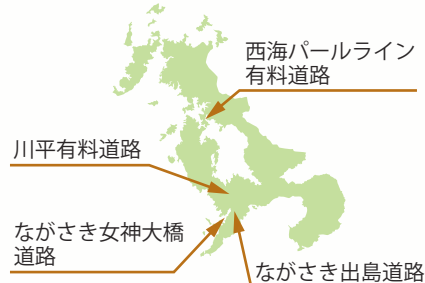 西海パールライン
有料道路
川平有料道路
ながさき女神大橋
道路
ながさき出島道路